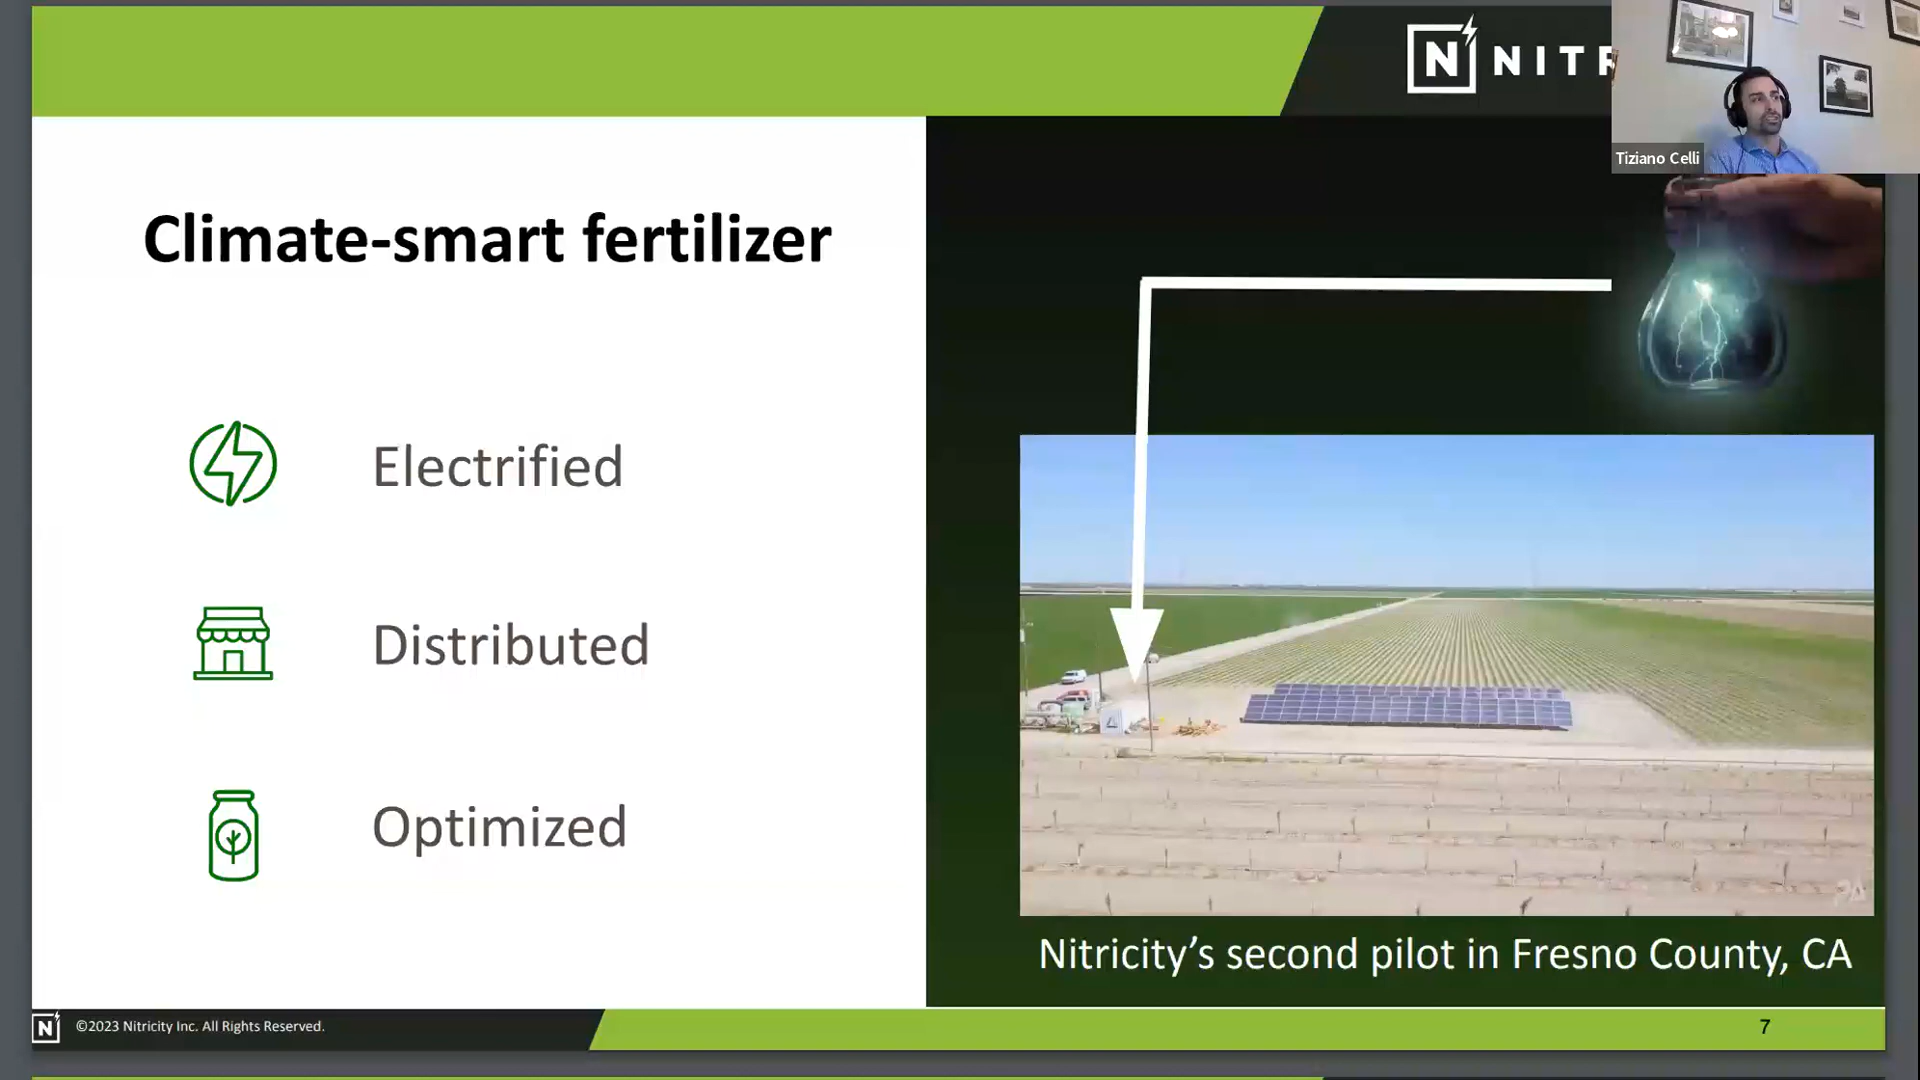 N NITR
Tiziano Celli
Climate-smart fertilizer
Electrified
Distributed
Optimized
Nitricity’s second pilot in Fresno County, CA
N ©2023 Nitricity Inc. All Rights Reserved.
7